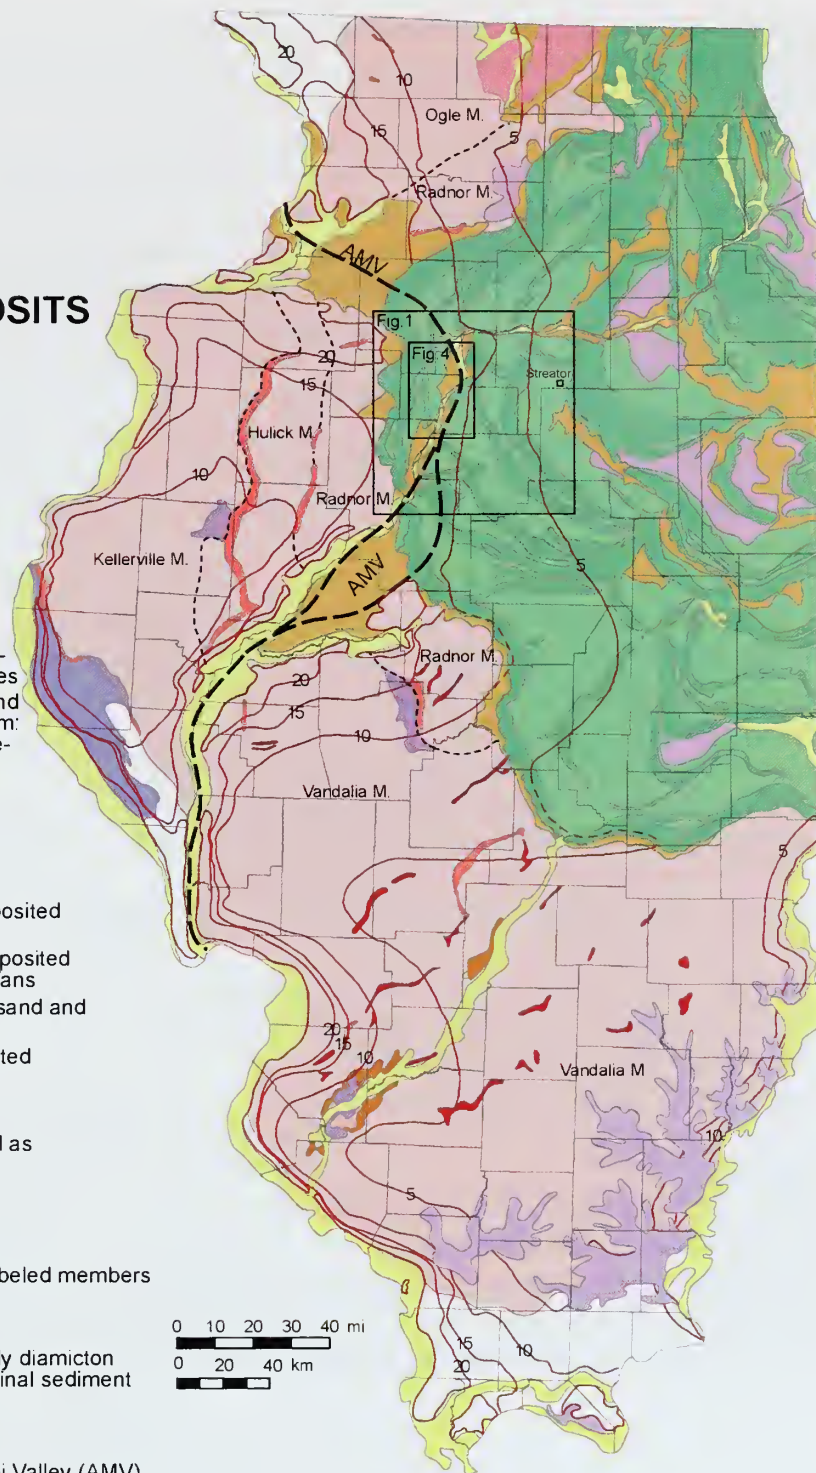 20
10
Ogle M.
15
5
Radnor M.
AMV
OSITS
Fig.1
Fig.4
20
Streator
15
Hulick M.
10
Radnor M.
Kellerville M.
5
AMV
Radnor M.
-
es
nd
m:
e-
20
15
10
Vandalia M.
5
posited
posited
ans
sand and
ted
20
15
10
Vandalia M
10
d as
5
beled members
0 10 20 30 40 mi
0 20 40 km
15
10
20
ly diamicton
inal sediment
i Valley (AMV)